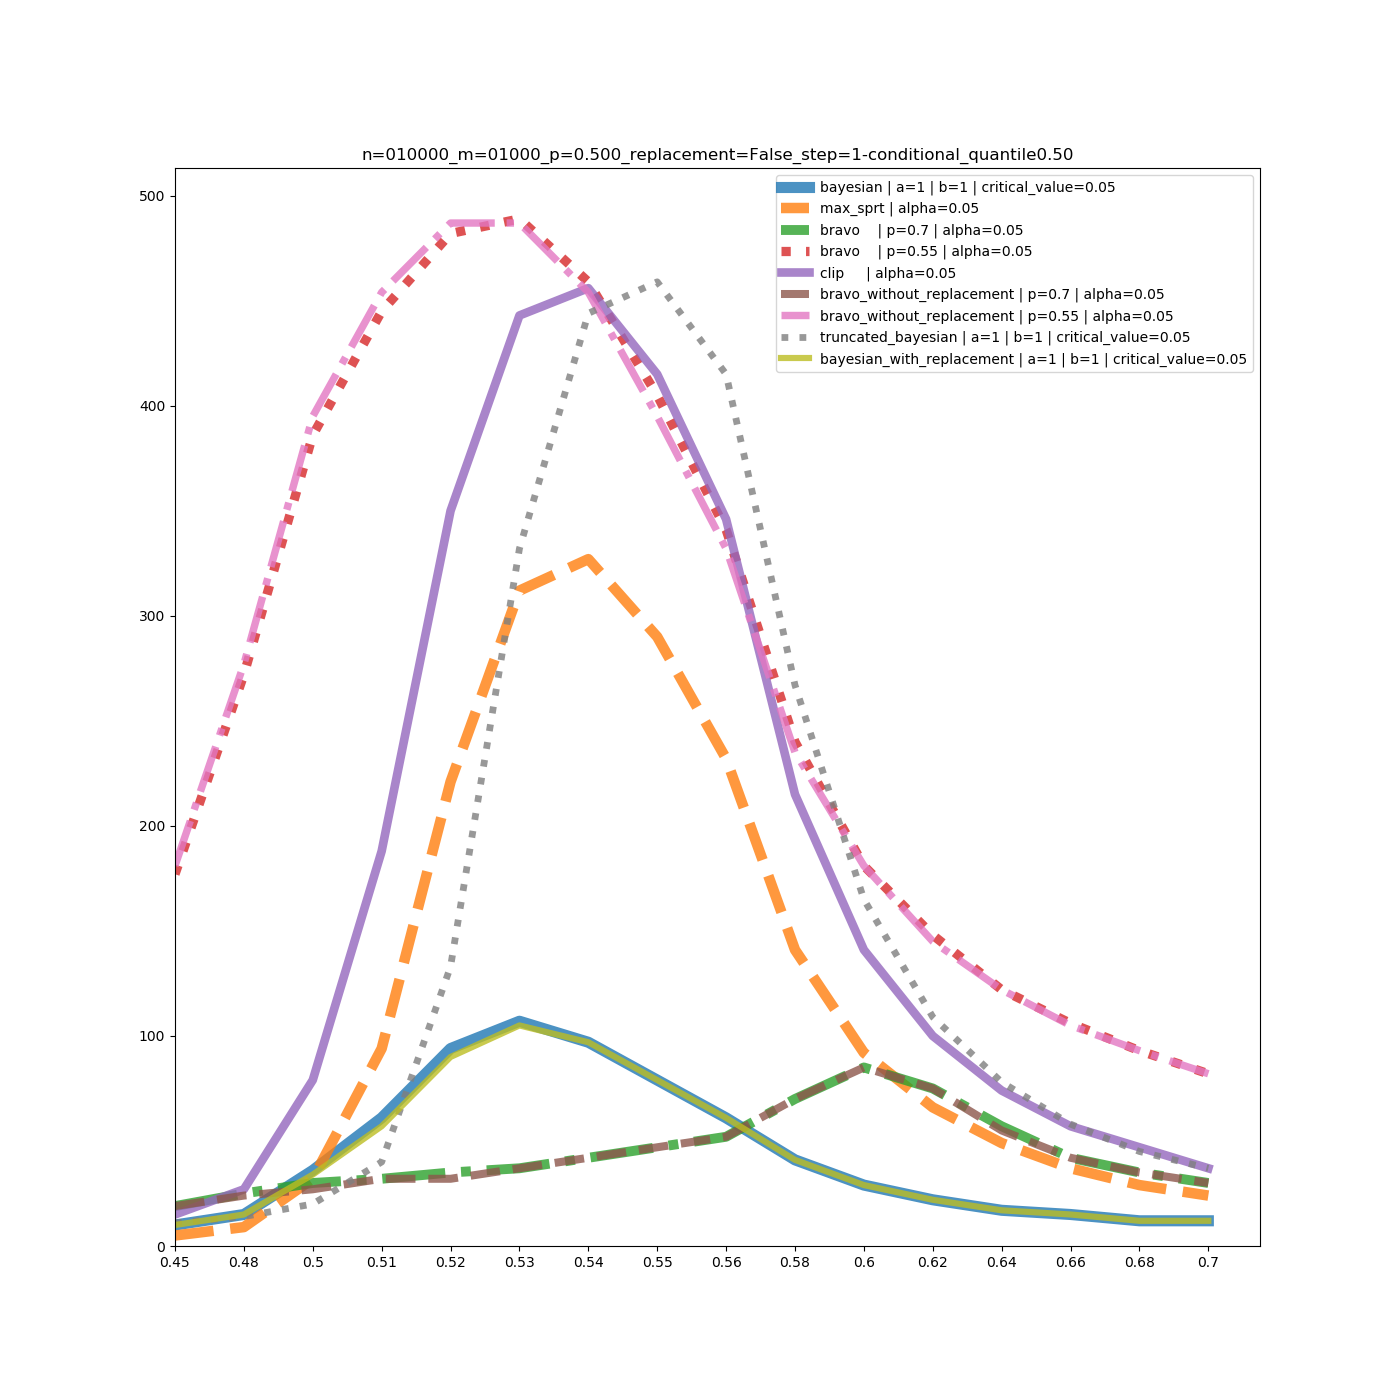 n=010000_m=01000_p=0.500_replacement=False_step=1-conditional_quantile0.50
bayesian | a=1 | b=1 | critical_value=0.05
max_sprt | alpha=0.05
bravo    | p=0.7 | alpha=0.05
bravo    | p=0.55 | alpha=0.05
clip     | alpha=0.05
bravo_without_replacement | p=0.7 | alpha=0.05
bravo_without_replacement | p=0.55 | alpha=0.05
truncated_bayesian | a=1 | b=1 | critical_value=0.05
bayesian_with_replacement | a=1 | b=1 | critical_value=0.05
500
400
300
200
100
0
0.45 0.48 0.5 0.51 0.52 0.53 0.54 0.55 0.56 0.58 0.6 0.62 0.64 0.66 0.68 0.7